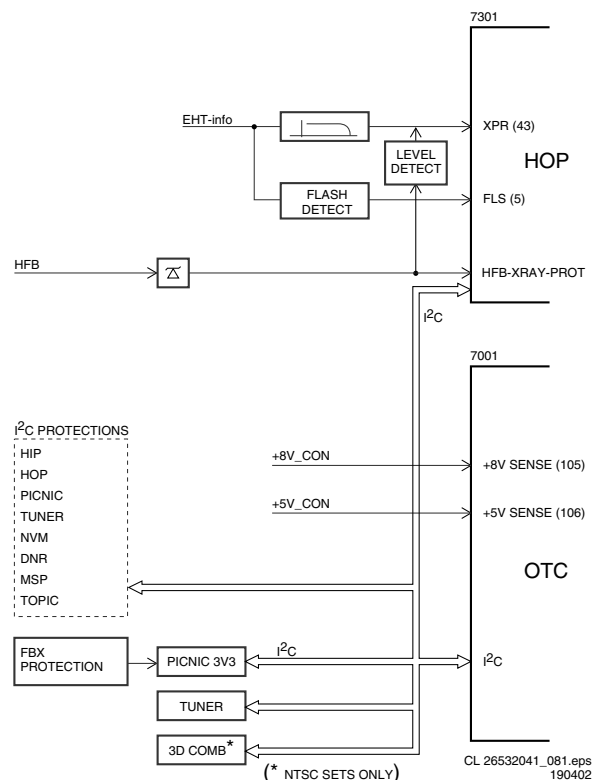 7301
EHT-info
XPR (43)
LEVEL
DETECT
HOP
FLASH
DETECT
FLS (5)
HFB
HFB-XRAY-PROT
I2C
7001
I2C PROTECTIONS
HIP
HOP
PICNIC
TUNER
NVM
DNR
MSP
TOPIC
+8V_CON
+8V SENSE (105)
+5V_CON
+5V SENSE (106)
OTC
FBX
PROTECTION
PICNIC 3V3
I2C
I2C
TUNER
3D COMB*
(* NTSC SETS ONLY)
CL 26532041_081.eps
190402